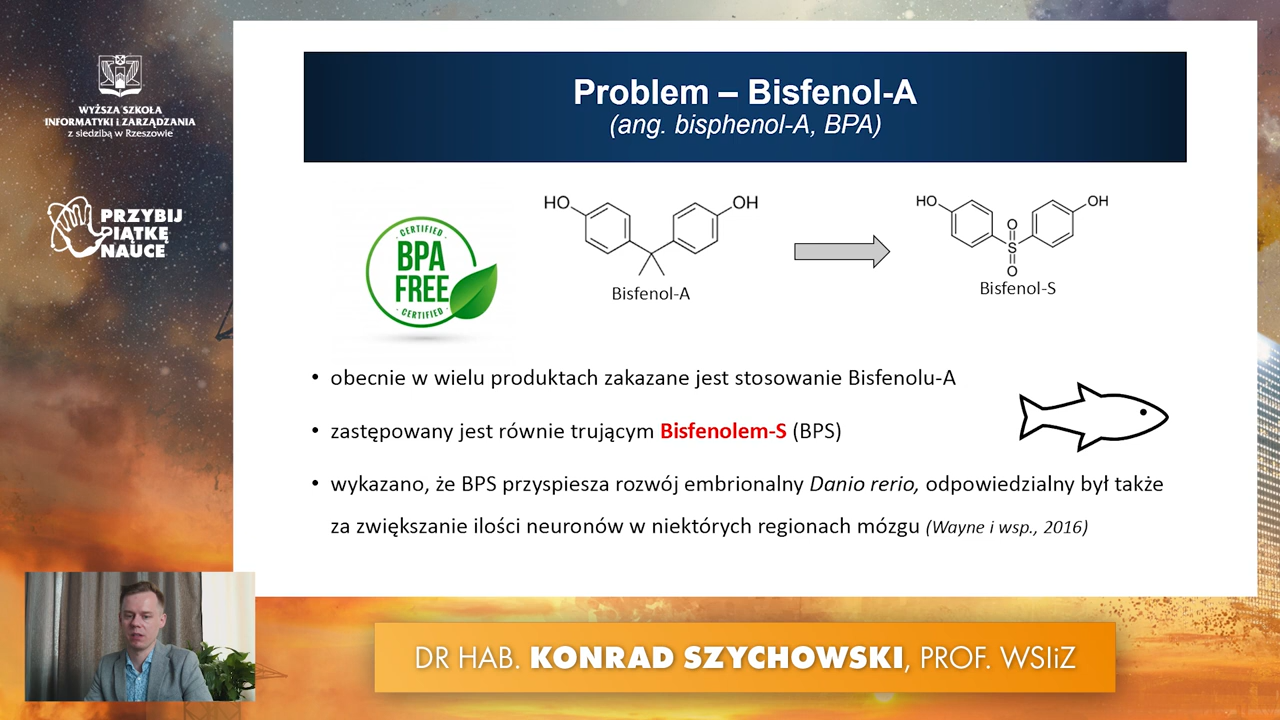 WYŻSZA SZKOŁA
INFORMATYKI i ZARZĄDZANIA
z siedzibą w Rzeszowie
PRZYBIJ
PIĄTKĘ
NAUCE
Problem – Bisfenol-A
(ang. bisphenol-A, BPA)
· CERTIFIED ·
BPA
FREE
· CERTIFIED ·
HO
OH
Bisfenol-A
HO
OH
O
S
O
Bisfenol-S
• obecnie w wielu produktach zakazane jest stosowanie Bisfenolu-A
• zastępowany jest równie trującym Bisfenolem-S (BPS)
• wykazano, że BPS przyspiesza rozwój embrionalny Danio rerio, odpowiedzialny był także
za zwiększanie ilości neuronów w niektórych regionach mózgu (Wayne i wsp., 2016)
DR HAB. KONRAD SZYCHOWSKI, PROF. WSIiZ